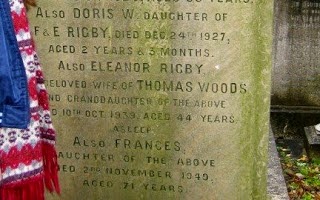 YEARS.
ALSO DORIS W. DAUGHTER OF
F & E RIGBY, DIED DEC. 24TH 1927,
AGED 2 YEARS & 3 MONTHS.
ALSO ELEANOR RIGBY,
BELOVED WIFE OF THOMAS WOODS
AND GRANDDAUGHTER OF THE ABOVE
10TH OCT. 1939, AGED 44 YEARS
ASLEEP
ALSO FRANCES,
DAUGHTER OF THE ABOVE
2ND NOVEMBER 1949,
AGED 71 YEARS.